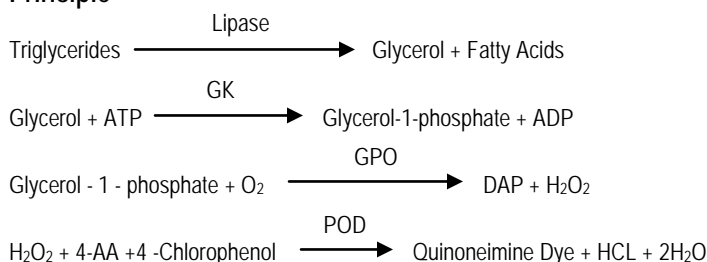 Principle
Lipase
Triglycerides Glycerol + Fatty Acids
GK
Glycerol + ATP Glycerol-1-phosphate + ADP
GPO
Glycerol - 1 - phosphate + O₂ DAP + H₂O₂
POD
H₂O₂ + 4-AA +4 -Chlorophenol Quinoneimine Dye + HCL + 2H₂O